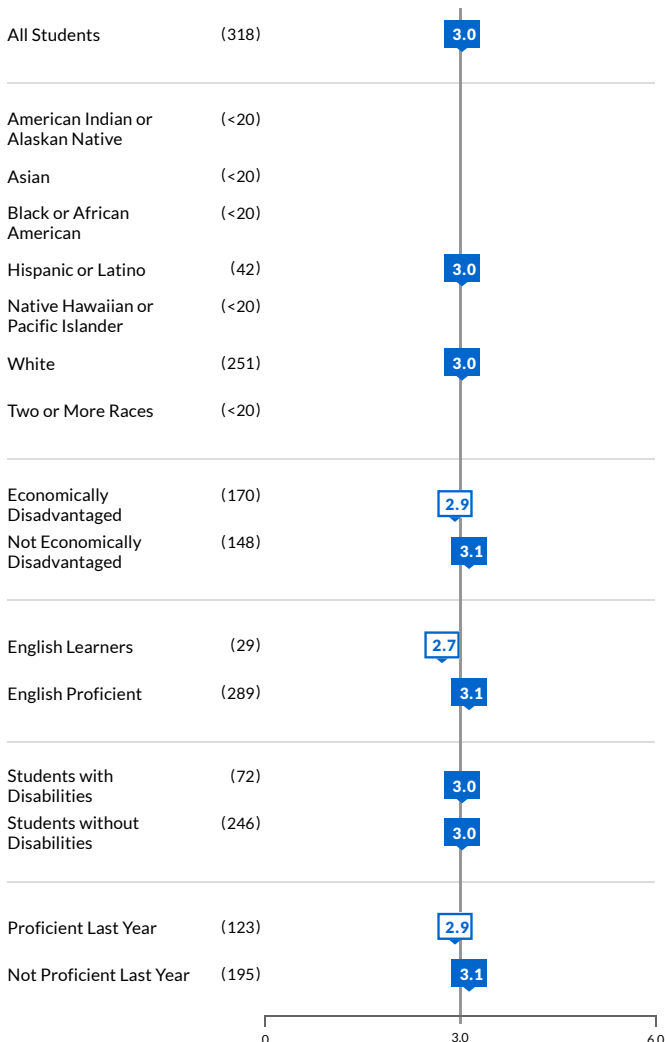 All Students (318) 3.0
American Indian or (<20)
Alaskan Native
Asian (<20)
Black or African (<20)
American
Hispanic or Latino (42) 3.0
Native Hawaiian or (<20)
Pacific Islander
White (251) 3.0
Two or More Races (<20)
Economically (170) 2.9
Disadvantaged
Not Economically (148) 3.1
Disadvantaged
English Learners (29) 2.7
English Proficient (289) 3.1
Students with (72) 3.0
Disabilities
Students without (246) 3.0
Disabilities
Proficient Last Year (123) 2.9
Not Proficient Last Year (195) 3.1
0 3.0 6.0